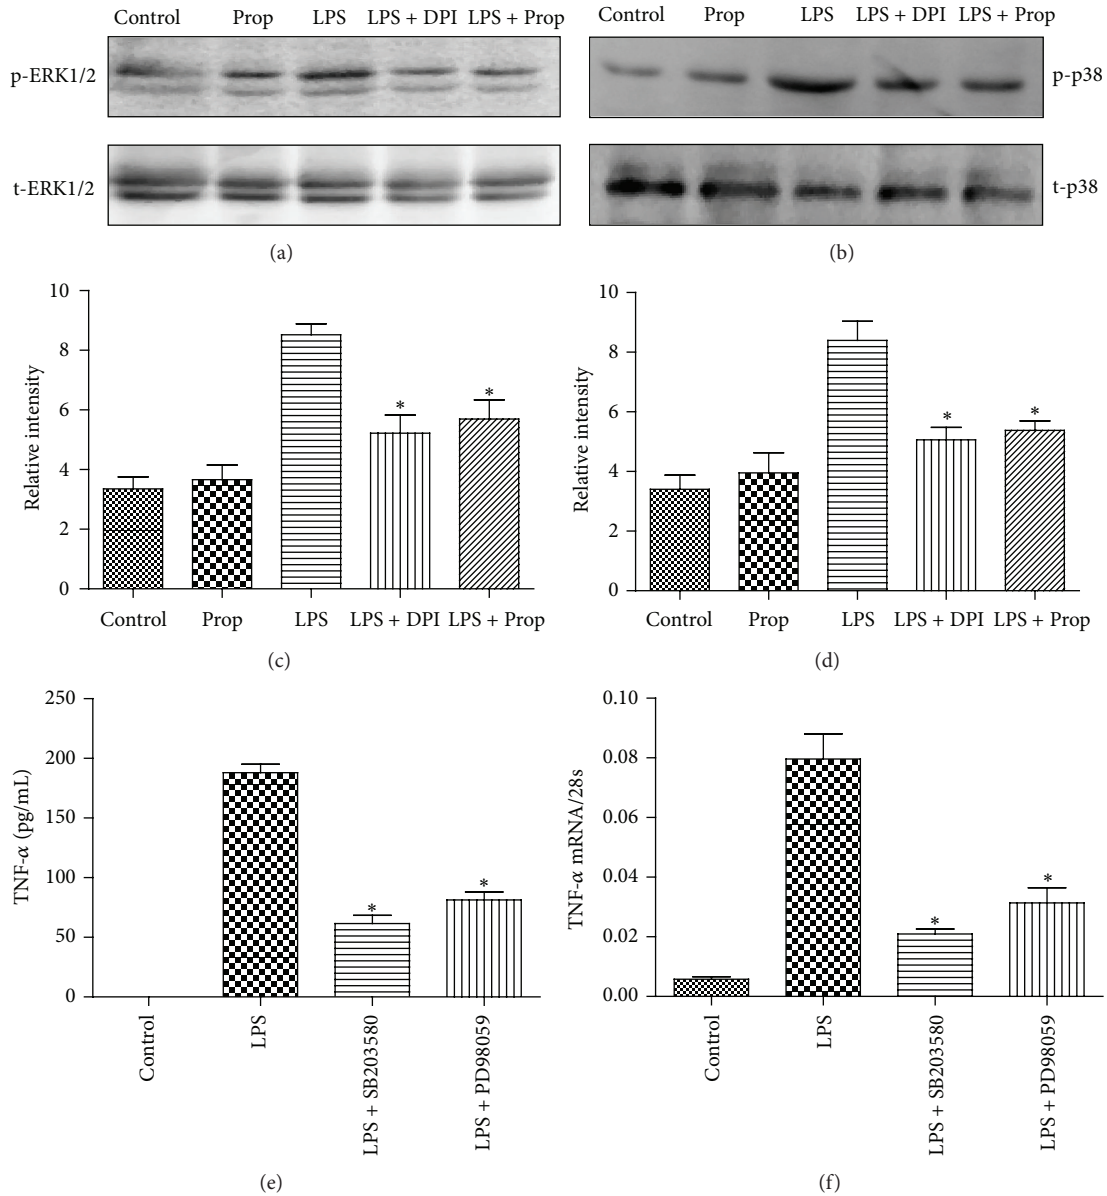 Control Prop LPS LPS + DPI LPS + Prop
p-ERK1/2
t-ERK1/2
(a)
Control Prop LPS LPS + DPI LPS + Prop
p-p38
t-p38
(b)
Relative intensity
10
8
6
4
2
0
* *
Control Prop LPS LPS + DPI LPS + Prop
(c)
Relative intensity
10
8
6
4
2
0
* *
Control Prop LPS LPS + DPI LPS + Prop
(d)
TNF-α (pg/mL)
250
200
150
100
50
0
* *
Control
LPS
LPS + SB203580
LPS + PD98059
(e)
TNF-α mRNA/28s
0.10
0.08
0.06
0.04
0.02
0.00
* *
Control
LPS
LPS + SB203580
LPS + PD98059
(f)